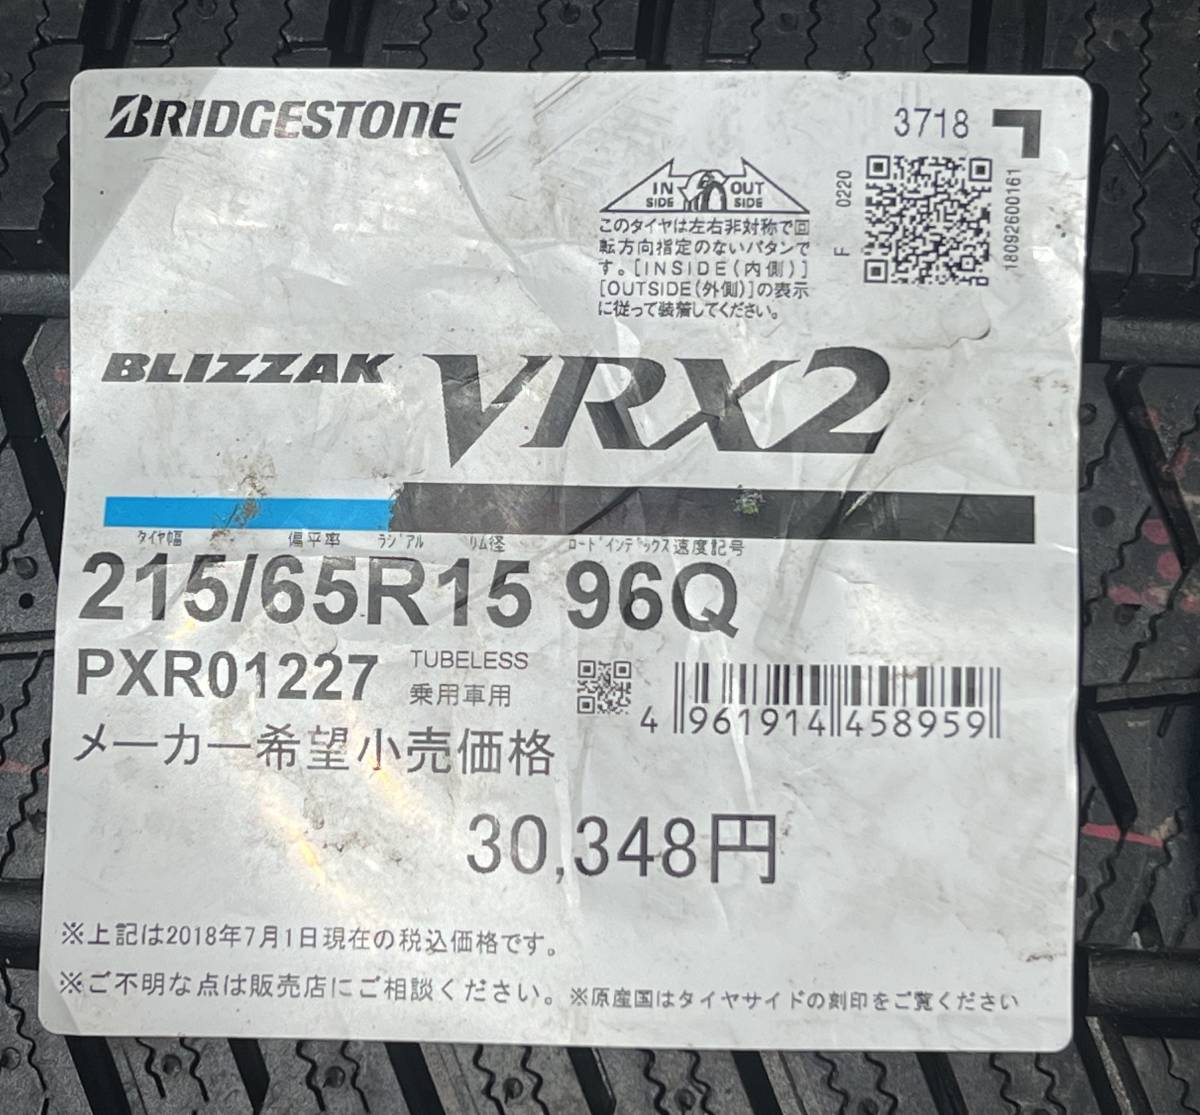 BRIDGESTONE
3718
IN SIDE
OUT SIDE
このタイヤは左右非対称で回
転方向指定のないパタンで
す。[INSIDE(内側)]
[OUTSIDE(外側)]の表示
に従って装着してください。
F 0220
18092600161
BLIZZAK VRX2
タイヤ幅 偏平率 ラジアル リム径 ロードインデックス 速度記号
215/65R15 96Q
PXR01227
TUBELESS
乗用車用
4 961914 458959
メーカー希望小売価格
30,348円
※上記は2018年7月1日現在の税込価格です。
※ご不明な点は販売店にご相談ください。※原産国はタイヤサイドの刻印をご覧ください